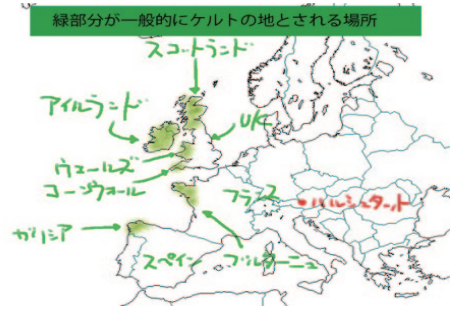 緑部分が一般的にケルトの地とされる場所
スコットランド
アイルランド
UK
ウェールズ
コーンウォール
フランス
ハルシュタット
ガリシア
スペイン
ブルターニュ